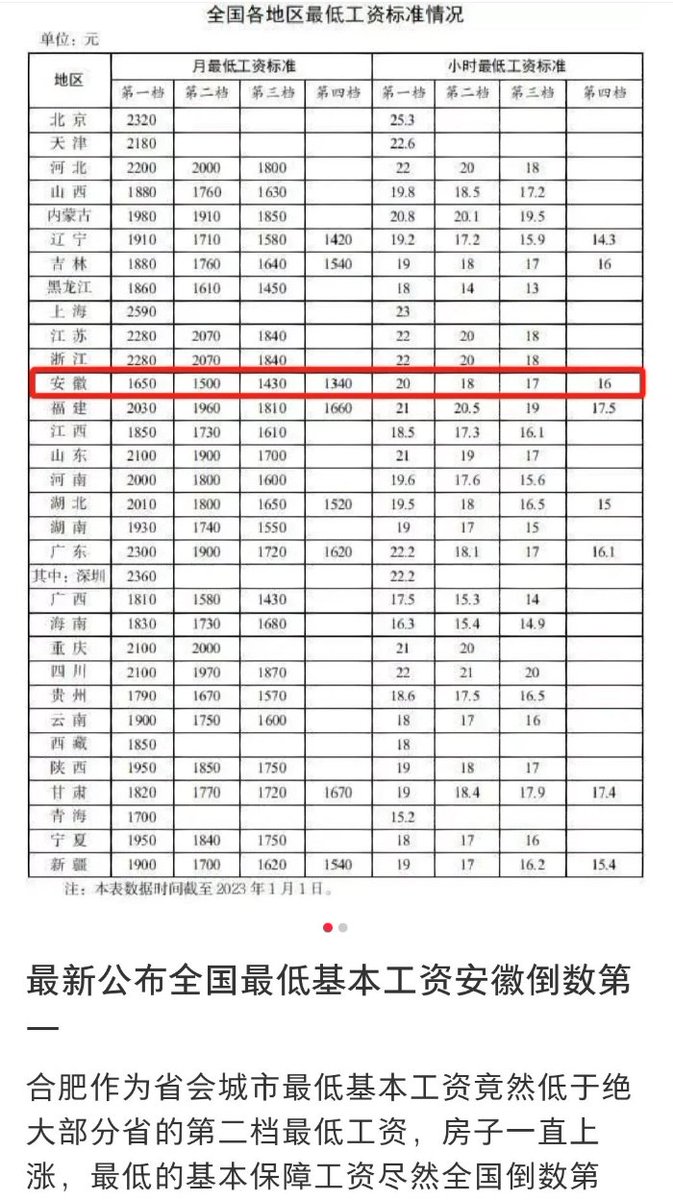 全国各地区最低工资标准情况
单位：元
地区 月最低工资标准 小时最低工资标准
第一档 第二档 第三档 第四档 第一档 第二档 第三档 第四档
北京 2320 25.3
天津 2180 22.6
河北 2200 2000 1800 22 20 18
山西 1880 1760 1630 19.8 18.5 17.2
内蒙古 1980 1910 1850 20.8 20.1 19.5
辽宁 1910 1710 1580 1420 19.2 17.2 15.9 14.3
吉林 1880 1760 1640 1540 19 18 17 16
黑龙江 1860 1610 1450 18 14 13
上海 2590 23
江苏 2280 2070 1840 22 20 18
浙江 2280 2070 1840 22 20 18
安徽 1650 1500 1430 1340 20 18 17 16
福建 2030 1960 1810 1660 21 20.5 19 17.5
江西 1850 1730 1610 18.5 17.3 16.1
山东 2100 1900 1700 21 19 17
河南 2000 1800 1600 19.6 17.6 15.6
湖北 2010 1800 1650 1520 19.5 18 16.5 15
湖南 1930 1740 1550 19 17 15
广东 2300 1900 1720 1620 22.2 18.1 17 16.1
其中：深圳 2360 22.2
广西 1810 1580 1430 17.5 15.3 14
海南 1830 1730 1680 16.3 15.4 14.9
重庆 2100 2000 21 20
四川 2100 1970 1870 22 21 20
贵州 1790 1670 1570 18.6 17.5 16.5
云南 1900 1750 1600 18 17 16
西藏 1850 18
陕西 1950 1850 1750 19 18 17
甘肃 1820 1770 1720 1670 19 18.4 17.9 17.4
青海 1700 15.2
宁夏 1950 1840 1750 18 17 16
新疆 1900 1700 1620 1540 19 17 16.2 15.4
注：本表数据时间截至2023年1月1日。
最新公布全国最低基本工资安徽倒数第
一
合肥作为省会城市最低基本工资竟然低于绝
大部分省的第二档最低工资，房子一直上
涨，最低的基本保障工资尽然全国倒数第